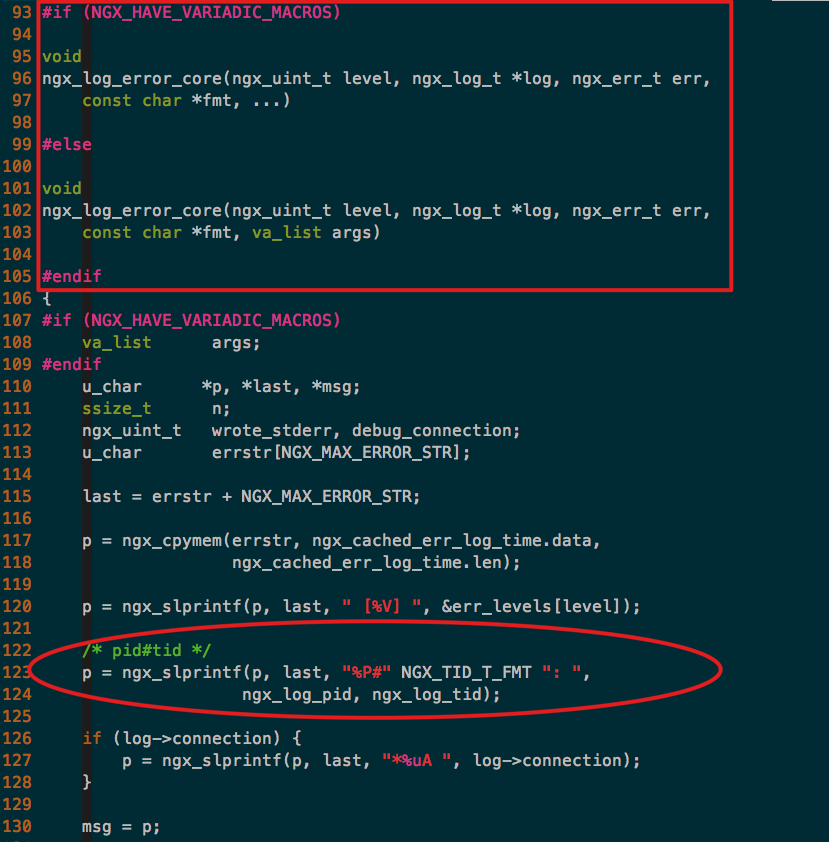 93 #if (NGX_HAVE_VARIADIC_MACROS)
94
95 void
96 ngx_log_error_core(ngx_uint_t level, ngx_log_t *log, ngx_err_t err,
97     const char *fmt, ...)
98
99 #else
100
101 void
102 ngx_log_error_core(ngx_uint_t level, ngx_log_t *log, ngx_err_t err,
103     const char *fmt, va_list args)
104
105 #endif
106 {
107 #if (NGX_HAVE_VARIADIC_MACROS)
108     va_list      args;
109 #endif
110     u_char      *p, *last, *msg;
111     ssize_t      n;
112     ngx_uint_t   wrote_stderr, debug_connection;
113     u_char       errstr[NGX_MAX_ERROR_STR];
114
115     last = errstr + NGX_MAX_ERROR_STR;
116
117     p = ngx_cpymem(errstr, ngx_cached_err_log_time.data,
118                    ngx_cached_err_log_time.len);
119
120     p = ngx_slprintf(p, last, " [%V] ", &err_levels[level]);
121
122     /* pid#tid */
123     p = ngx_slprintf(p, last, "%P#" NGX_TID_T_FMT ": ",
124                     ngx_log_pid, ngx_log_tid);
125
126     if (log->connection) {
127         p = ngx_slprintf(p, last, "*%uA ", log->connection);
128     }
129
130     msg = p;